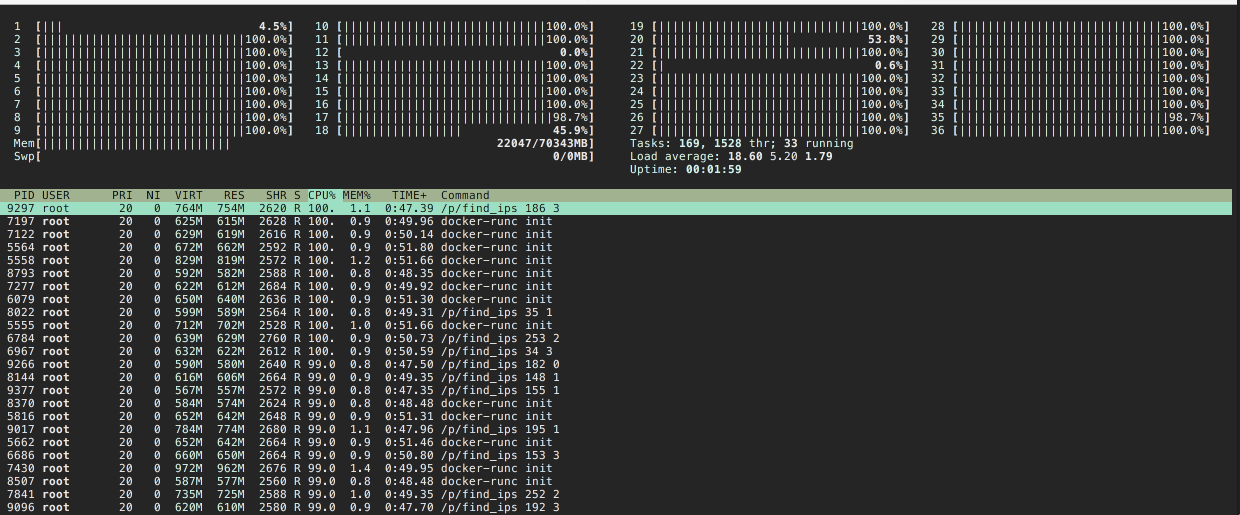 1 [||| 4.5%] 10 [||||||||||||||||||||||||||||||100.0%] 19 [||||||||||||||||||||||||||||||100.0%] 28 [||||||||||||||||||||||||||||||100.0%]
2 [||||||||||||||||||||||||||||||100.0%] 11 [||||||||||||||||||||||||||||||100.0%] 20 [|||||||||||||||||||| 53.8%] 29 [||||||||||||||||||||||||||||||100.0%]
3 [||||||||||||||||||||||||||||||100.0%] 12 [ 0.0%] 21 [||||||||||||||||||||||||||||||100.0%] 30 [||||||||||||||||||||||||||||||100.0%]
4 [||||||||||||||||||||||||||||||100.0%] 13 [||||||||||||||||||||||||||||||100.0%] 22 [| 0.6%] 31 [||||||||||||||||||||||||||||||100.0%]
5 [||||||||||||||||||||||||||||||100.0%] 14 [||||||||||||||||||||||||||||||100.0%] 23 [||||||||||||||||||||||||||||||100.0%] 32 [||||||||||||||||||||||||||||||100.0%]
6 [||||||||||||||||||||||||||||||100.0%] 15 [||||||||||||||||||||||||||||||100.0%] 24 [||||||||||||||||||||||||||||||100.0%] 33 [||||||||||||||||||||||||||||||100.0%]
7 [||||||||||||||||||||||||||||||100.0%] 16 [||||||||||||||||||||||||||||||100.0%] 25 [||||||||||||||||||||||||||||||100.0%] 34 [||||||||||||||||||||||||||||||100.0%]
8 [||||||||||||||||||||||||||||||100.0%] 17 [|||||||||||||||||||||||||||||||98.7%] 26 [||||||||||||||||||||||||||||||100.0%] 35 [|||||||||||||||||||||||||||||||98.7%]
9 [||||||||||||||||||||||||||||||100.0%] 18 [||||||||||||||||| 45.9%] 27 [||||||||||||||||||||||||||||||100.0%] 36 [||||||||||||||||||||||||||||||100.0%]
Mem[||||||||||||||||||||||||||| 22047/70343MB] Tasks: 169, 1528 thr; 33 running
Swp[ 0/0MB] Load average: 18.60 5.20 1.79
Uptime: 00:01:59
PID USER PRI NI VIRT RES SHR S CPU% MEM% TIME+ Command
9297 root 20 0 764M 754M 2620 R 100. 1.1 0:47.39 /p/find_ips 186 3
7197 root 20 0 625M 615M 2628 R 100. 0.9 0:49.96 docker-runc init
7122 root 20 0 629M 619M 2616 R 100. 0.9 0:50.14 docker-runc init
5564 root 20 0 672M 662M 2592 R 100. 0.9 0:51.80 docker-runc init
5558 root 20 0 829M 819M 2572 R 100. 1.2 0:51.66 docker-runc init
8793 root 20 0 592M 582M 2588 R 100. 0.8 0:48.35 docker-runc init
7277 root 20 0 622M 612M 2684 R 100. 0.9 0:49.92 docker-runc init
6079 root 20 0 650M 640M 2636 R 100. 0.9 0:51.30 docker-runc init
8022 root 20 0 599M 589M 2564 R 100. 0.8 0:49.31 /p/find_ips 35 1
5555 root 20 0 712M 702M 2528 R 100. 1.0 0:51.66 docker-runc init
6784 root 20 0 639M 629M 2760 R 100. 0.9 0:50.73 /p/find_ips 253 2
6967 root 20 0 632M 622M 2612 R 100. 0.9 0:50.59 /p/find_ips 34 3
9266 root 20 0 590M 580M 2640 R 99.0 0.8 0:47.50 /p/find_ips 182 0
8144 root 20 0 616M 606M 2664 R 99.0 0.9 0:49.35 /p/find_ips 148 1
9377 root 20 0 567M 557M 2572 R 99.0 0.8 0:47.35 /p/find_ips 155 1
8370 root 20 0 584M 574M 2624 R 99.0 0.8 0:48.48 docker-runc init
5816 root 20 0 652M 642M 2648 R 99.0 0.9 0:51.31 docker-runc init
9017 root 20 0 784M 774M 2680 R 99.0 1.1 0:47.96 /p/find_ips 195 1
5662 root 20 0 652M 642M 2664 R 99.0 0.9 0:51.46 docker-runc init
6686 root 20 0 660M 650M 2664 R 99.0 0.9 0:50.80 /p/find_ips 153 3
7430 root 20 0 972M 962M 2676 R 99.0 1.4 0:49.95 docker-runc init
8507 root 20 0 587M 577M 2560 R 99.0 0.8 0:48.48 docker-runc init
7841 root 20 0 735M 725M 2588 R 99.0 1.0 0:49.35 /p/find_ips 252 2
9096 root 20 0 620M 610M 2580 R 99.0 0.9 0:47.70 /p/find_ips 192 3